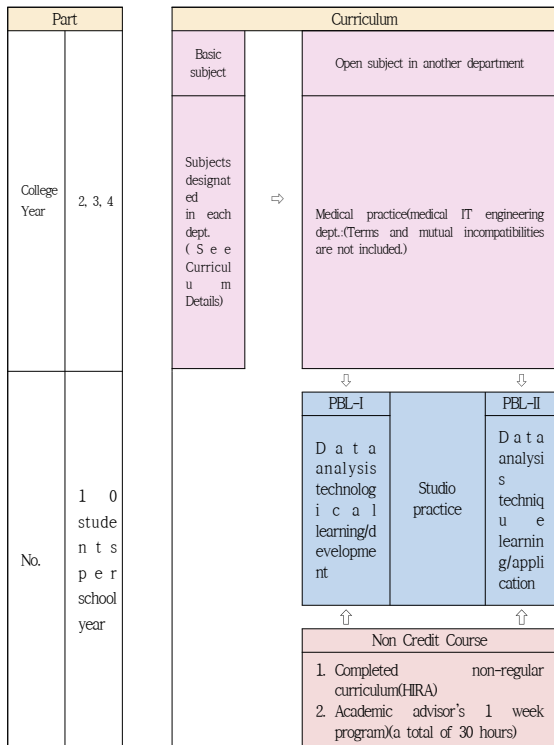 Part
Curriculum
College
Year
2, 3, 4
Basic
subject
Open subject in another department
Subjects
designat
ed
in each
dept.
( S e e
Curricul
u m
Details)
⇨
Medical practice(medical IT engineering
dept.:(Terms and mutual incompatibilities
are not included.)
⇩ ⇩
No.
1 0
stude
n t s
p e r
school
year
PBL-I
D a t a
analysis
technolog
i c a l
learning/d
evelopme
nt
Studio
practice
PBL-II
D a t a
analysi
s
techniq
u e
learnin
g/appli
cation
⇧ ⇧
Non Credit Course
1. Completed non-regular
curriculum(HIRA)
2. Academic advisor's 1 week
program)(a total of 30 hours)